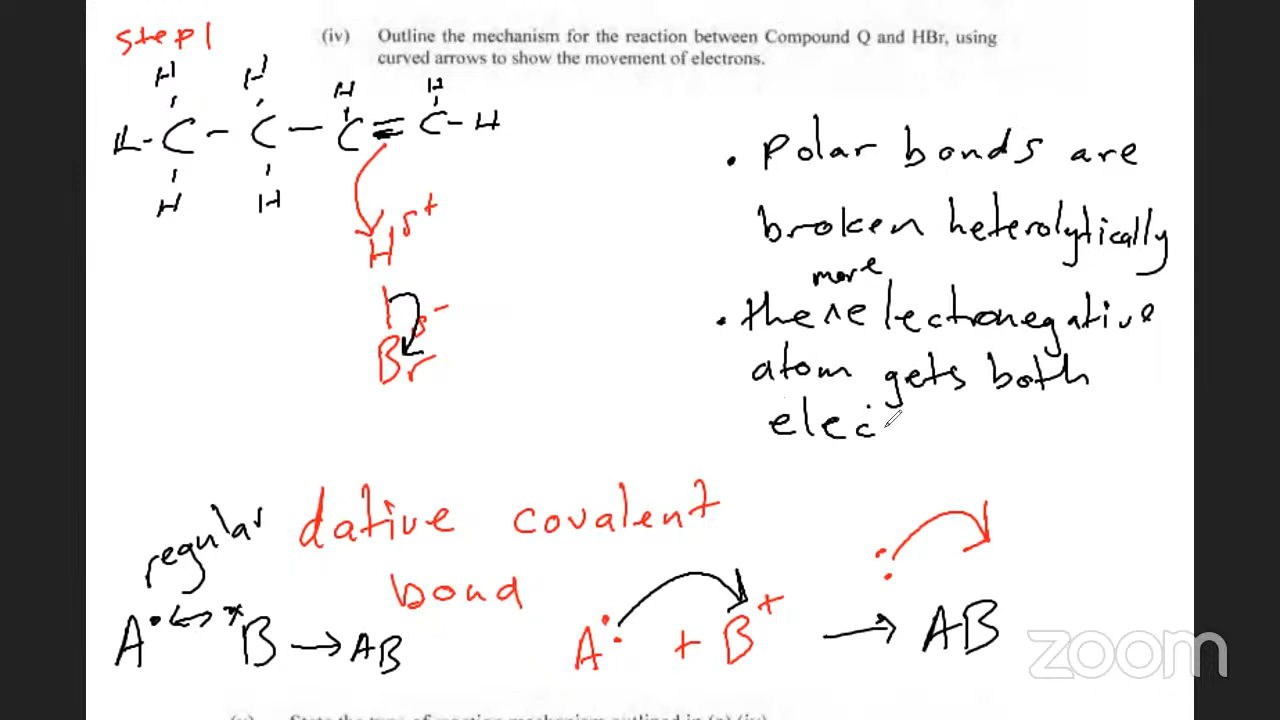 step 1
(iv) Outline the mechanism for the reaction between Compound Q and HBr, using
curved arrows to show the movement of electrons.
H H H H
H - C - C - C = C - H
H H
H δ+
Br δ-
• Polar bonds are
broken heterolytically
more
• the ^ electronegative
atom gets both
elec
regular dative covalent
bond
A• ↔ ×B → AB
A: + B+ → AB
zoom